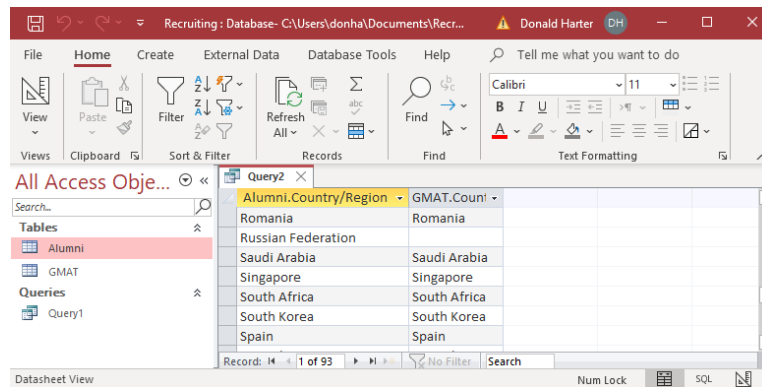 Recruiting : Database- C:\Users\donha\Documents\Recr... Donald Harter DH
File Home Create External Data Database Tools Help Tell me what you want to do
View Paste Filter Refresh All Find Calibri 11
B I U
A
Views Clipboard Sort & Filter Records Find Text Formatting
All Access Obje... Query2
Search...
Tables
Alumni
GMAT
Queries
Query1
Alumni.Country/Region GMAT.Count
Romania Romania
Russian Federation
Saudi Arabia Saudi Arabia
Singapore Singapore
South Africa South Africa
South Korea South Korea
Spain Spain
Record: 1 of 93 No Filter Search
Datasheet View Num Lock SQL